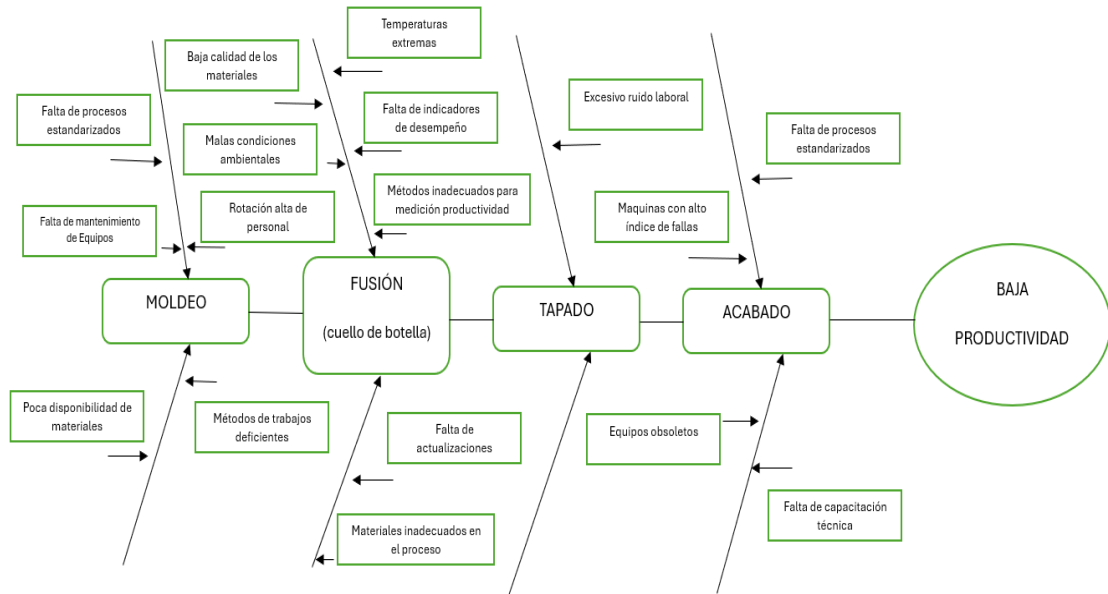 Temperaturas
extremas
Baja calidad de los
materiales
Excesivo ruido laboral
Falta de procesos
estandarizados
Falta de indicadores
de desempeño
Falta de procesos
estandarizados
Malas condiciones
ambientales
Métodos inadecuados para
medición productividad
Rotación alta de
personal
Falta de mantenimiento
de Equipos
Maquinas con alto
índice de fallas
MOLDEO
FUSIÓN
(cuello de botella)
TAPADO
ACABADO
BAJA
PRODUCTIVIDAD
Poca disponibilidad de
materiales
Métodos de trabajos
deficientes
Falta de
actualizaciones
Equipos obsoletos
Materiales inadecuados en
el proceso
Falta de capacitación
técnica